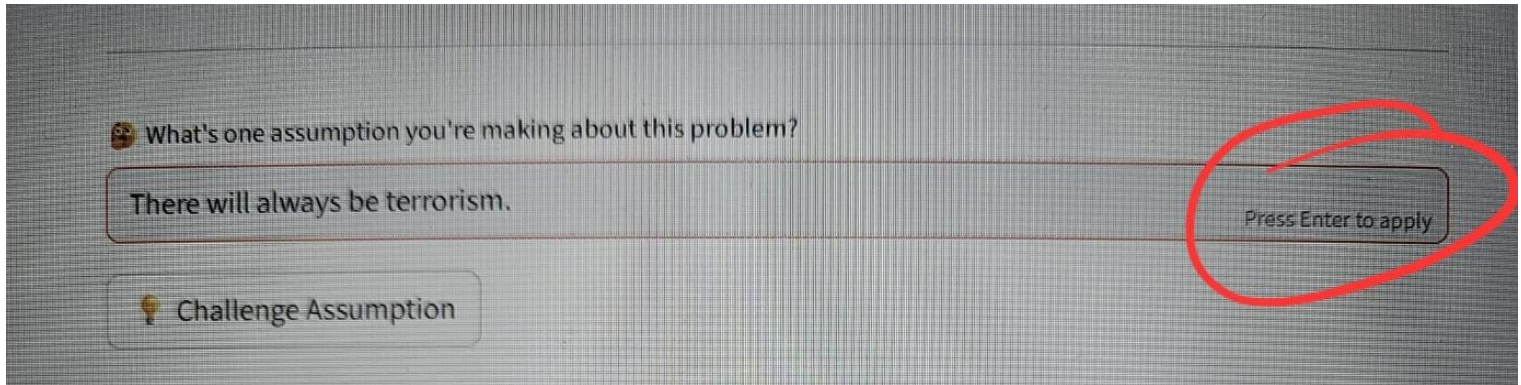 What's one assumption you're making about this problem?
There will always be terrorism.
Press Enter to apply
Challenge Assumption